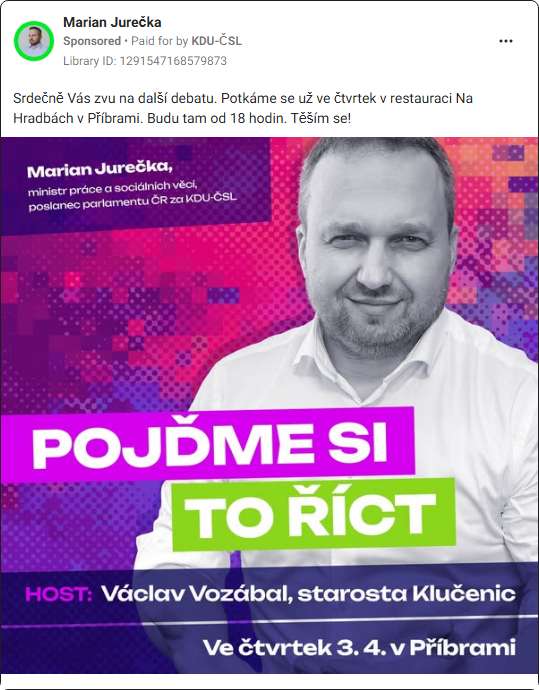 Marian Jurečka
Sponsored • Paid for by KDU-ČSL
Library ID: 1291547168579873
Srdečně Vás zvu na další debatu. Potkáme se už ve čtvrtek v restauraci Na
Hradbách v Příbrami. Budu tam od 18 hodin. Těším se!
Marian Jurečka,
ministr práce a sociálních věcí,
poslanec parlamentu ČR za KDU-ČSL
POJĎME SI
TO ŘÍCT
HOST: Václav Vozábal, starosta Klučenic
Ve čtvrtek 3. 4. v Příbrami